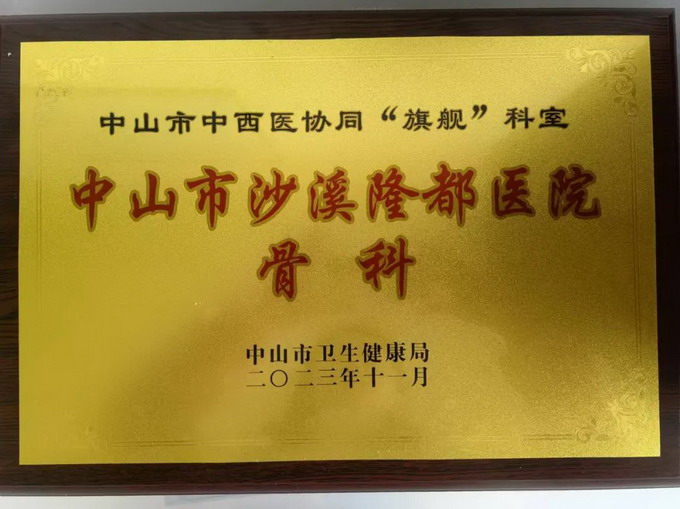 中山市中西医协同“旗舰”科室
中山市沙溪隆都医院
骨 科
中山市卫生健康局
二〇二三年十一月